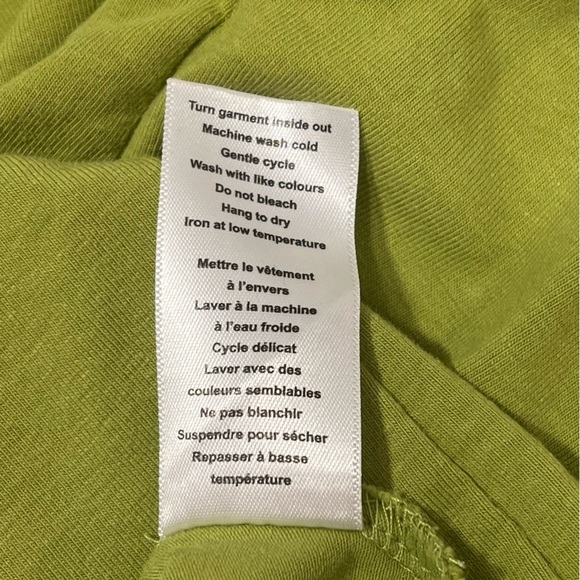 Turn garment inside out
Machine wash cold
Gentle cycle
Wash with like colours
Do not bleach
Hang to dry
Iron at low temperature
Mettre le vêtement
à l'envers
Laver à la machine
à l'eau froide
Cycle délicat
Laver avec des
couleurs semblables
Ne pas blanchir
Suspendre pour sécher
Repasser à basse
température